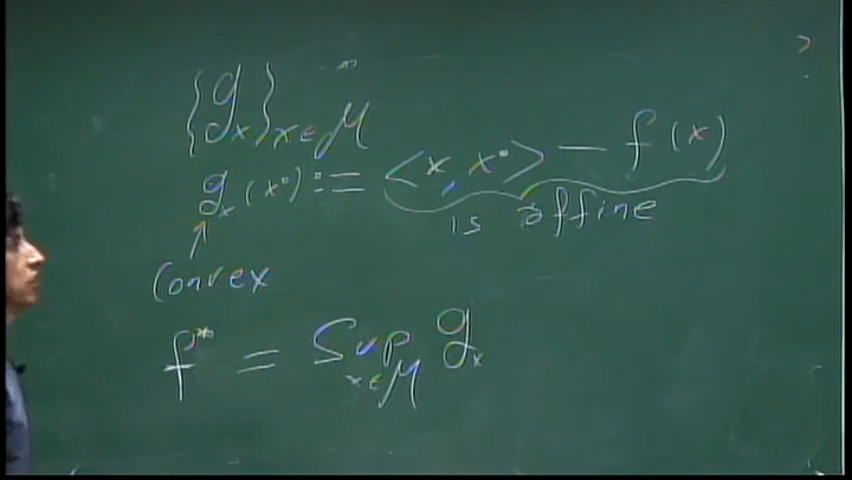 {g_x}_{x ∈ M}
g_x(x*) := <x, x*> − f(x)
is affine
↑
Convex
f* = Sup_{x ∈ M} g_x